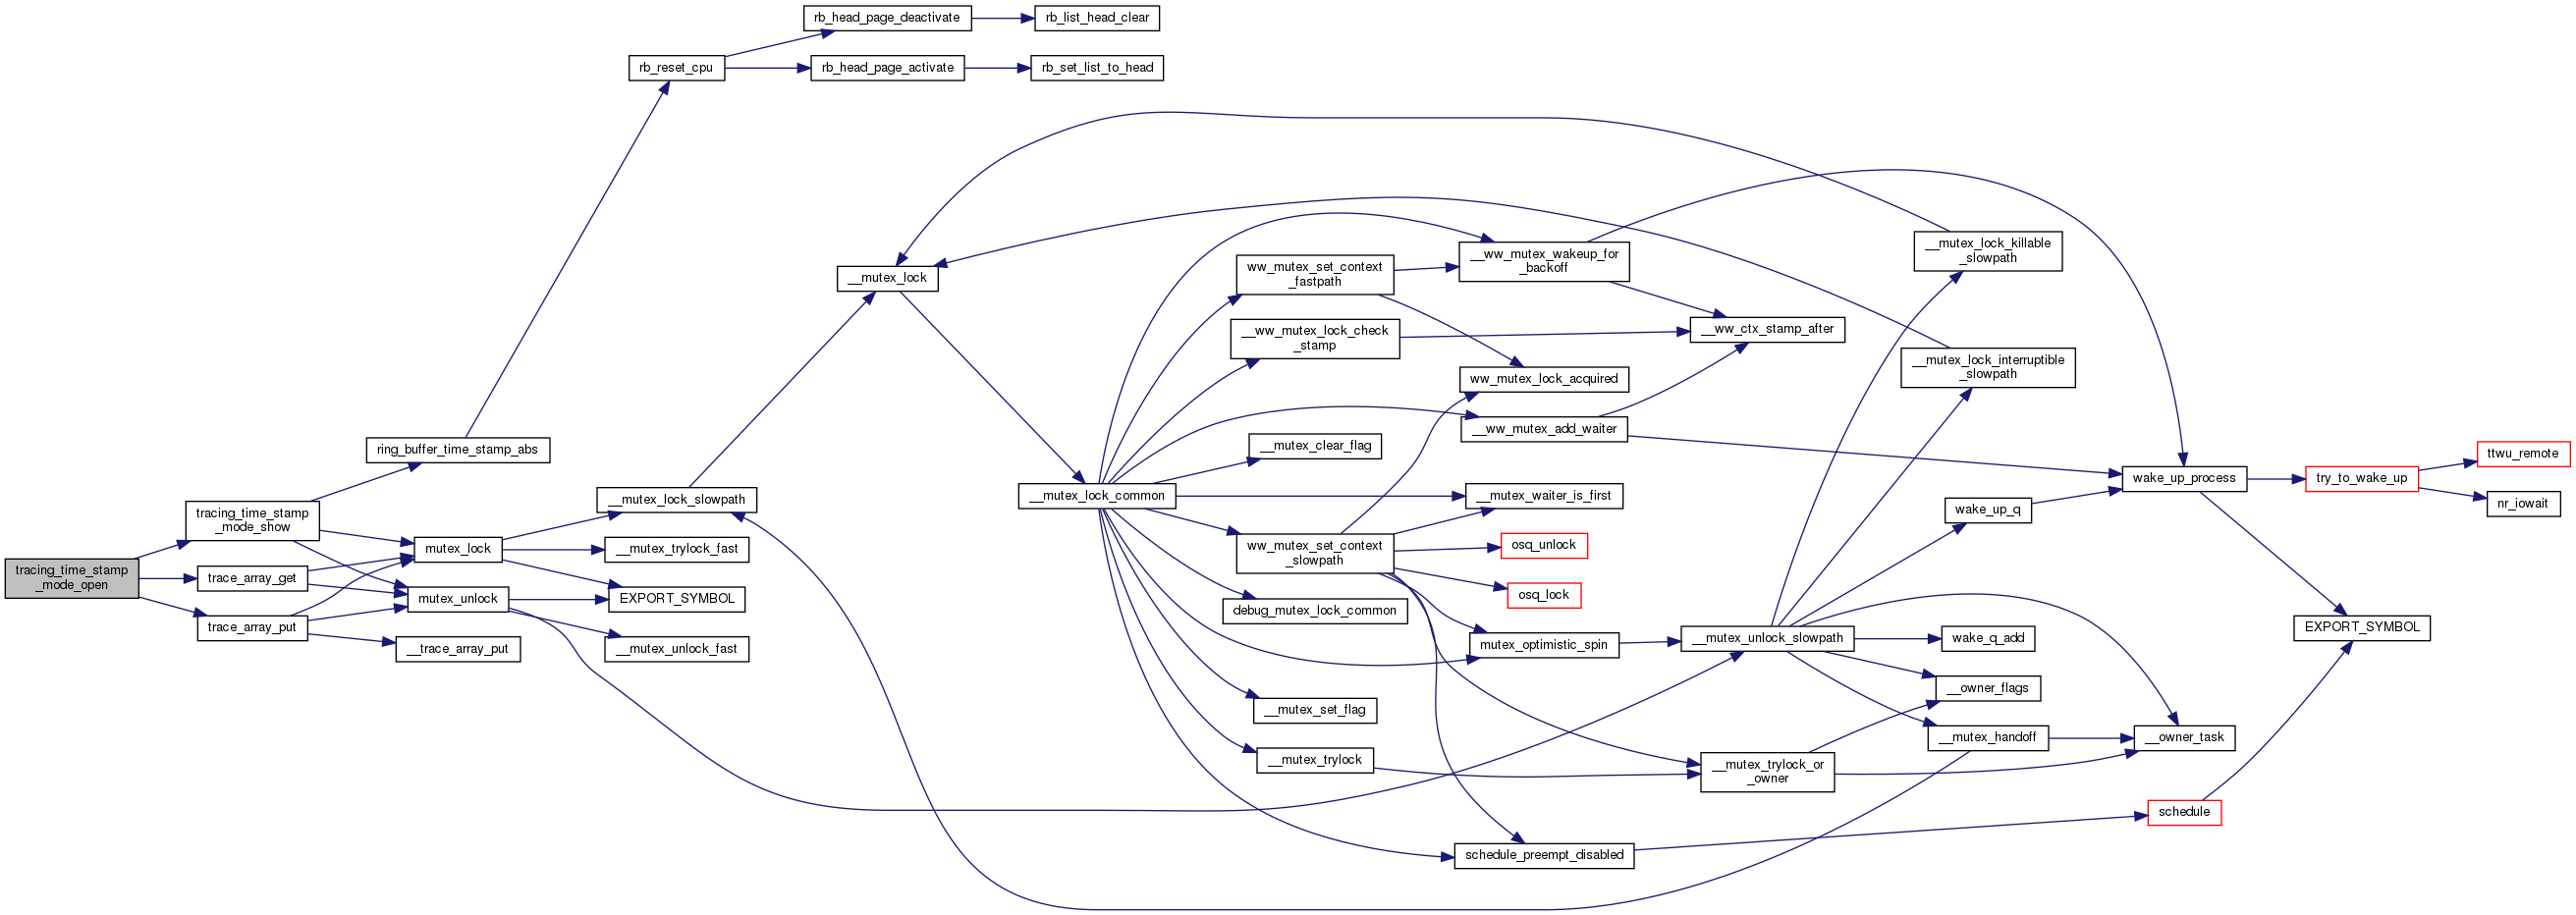 rb_head_page_deactivate
rb_list_head_clear
rb_reset_cpu
rb_head_page_activate
rb_set_list_to_head
__mutex_lock
ww_mutex_set_context
_fastpath
__ww_mutex_wakeup_for
_backoff
__mutex_lock_killable
_slowpath
__ww_mutex_lock_check
_stamp
__ww_ctx_stamp_after
__mutex_lock_interruptible
_slowpath
ww_mutex_lock_acquired
__ww_mutex_add_waiter
ring_buffer_time_stamp_abs
__mutex_clear_flag
ttwu_remote
wake_up_process
try_to_wake_up
__mutex_lock_slowpath
__mutex_lock_common
__mutex_waiter_is_first
nr_iowait
tracing_time_stamp
_mode_show
wake_up_q
mutex_lock
__mutex_trylock_fast
ww_mutex_set_context
_slowpath
osq_unlock
tracing_time_stamp
_mode_open
trace_array_get
mutex_unlock
EXPORT_SYMBOL
osq_lock
debug_mutex_lock_common
trace_array_put
__trace_array_put
__mutex_unlock_fast
mutex_optimistic_spin
__mutex_unlock_slowpath
wake_q_add
EXPORT_SYMBOL
__owner_flags
__mutex_set_flag
__mutex_handoff
__owner_task
__mutex_trylock
__mutex_trylock_or
_owner
schedule
schedule_preempt_disabled